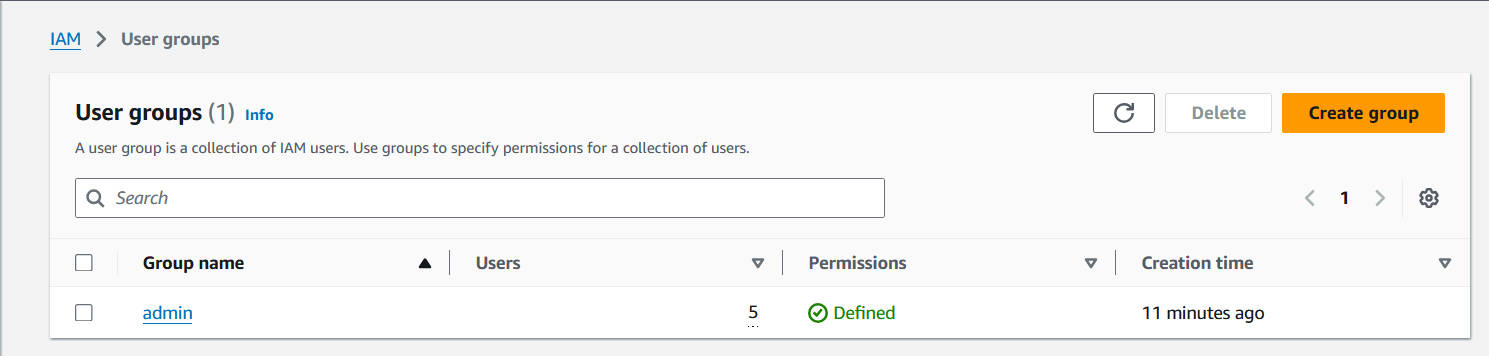 IAM > User groups
User groups (1) Info
Delete
Create group
A user group is a collection of IAM users. Use groups to specify permissions for a collection of users.
Search
1
Group name Users Permissions Creation time
admin 5 Defined 11 minutes ago